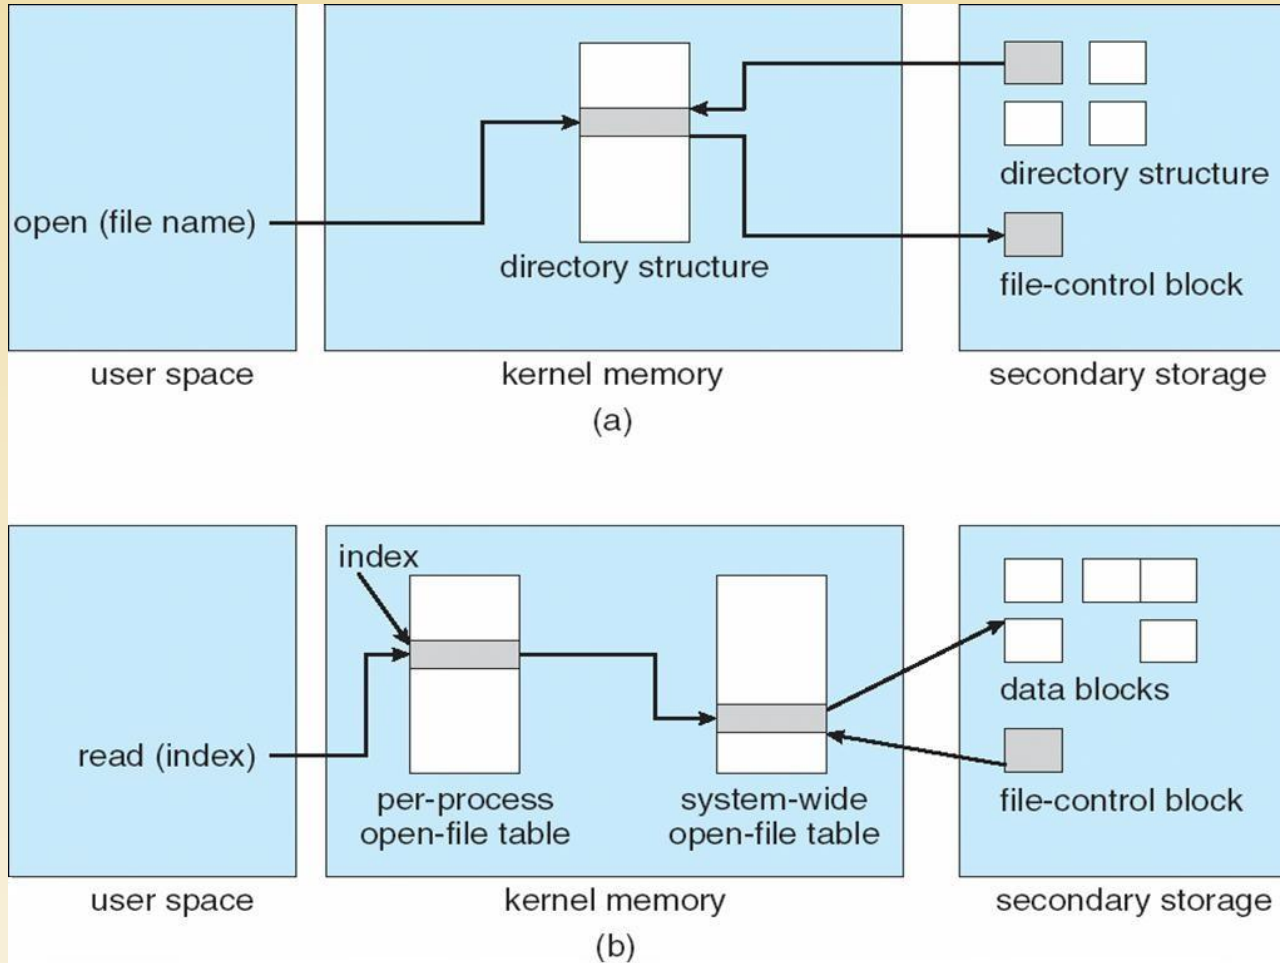 open (file name)
directory structure
directory structure
file-control block
user space
kernel memory
secondary storage
(a)
index
read (index)
per-process
open-file table
system-wide
open-file table
data blocks
file-control block
user space
kernel memory
secondary storage
(b)